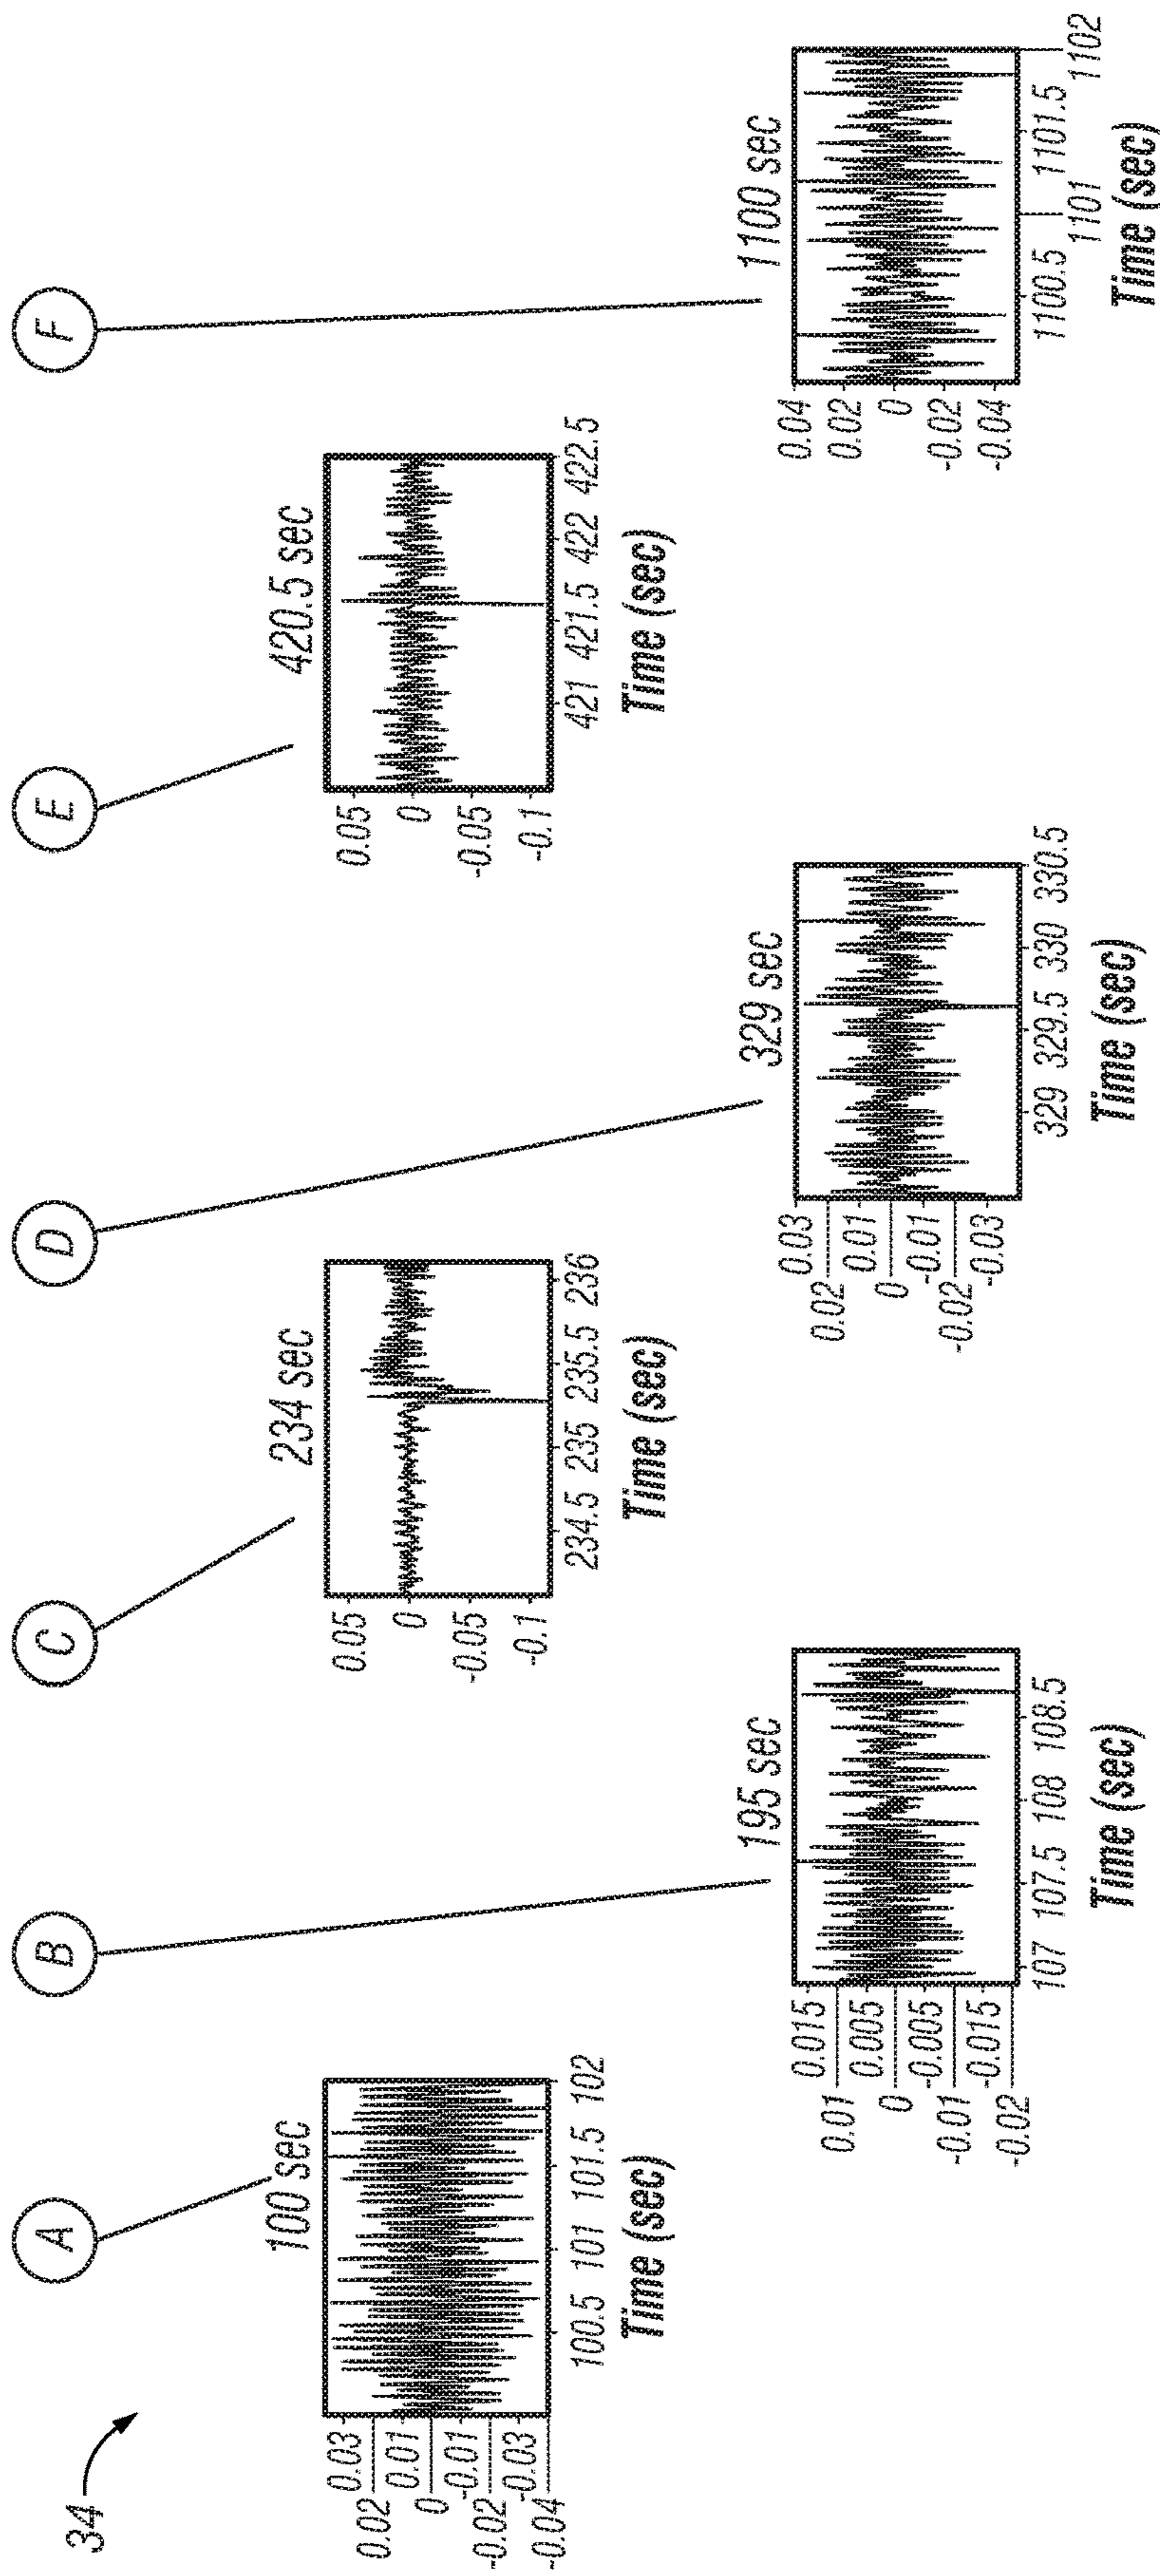 34
A
B
C
D
E
F
100 sec
0.03
0.02
0.01
0
-0.01
-0.02
-0.03
-0.04
100.5 101 101.5 102
Time (sec)
195 sec
0.015
0.01
0.005
0
-0.005
-0.01
-0.015
-0.02
107 107.5 108 108.5
Time (sec)
234 sec
0.05
0
-0.05
-0.1
234.5 235 235.5 236
Time (sec)
329 sec
0.03
0.02
0.01
0
-0.01
-0.02
-0.03
329 329.5 330 330.5
Time (sec)
420.5 sec
0.05
0
-0.05
-0.1
421 421.5 422 422.5
Time (sec)
1100 sec
0.04
0.02
0
-0.02
-0.04
1100.5 1101 1101.5 1102
Time (sec)